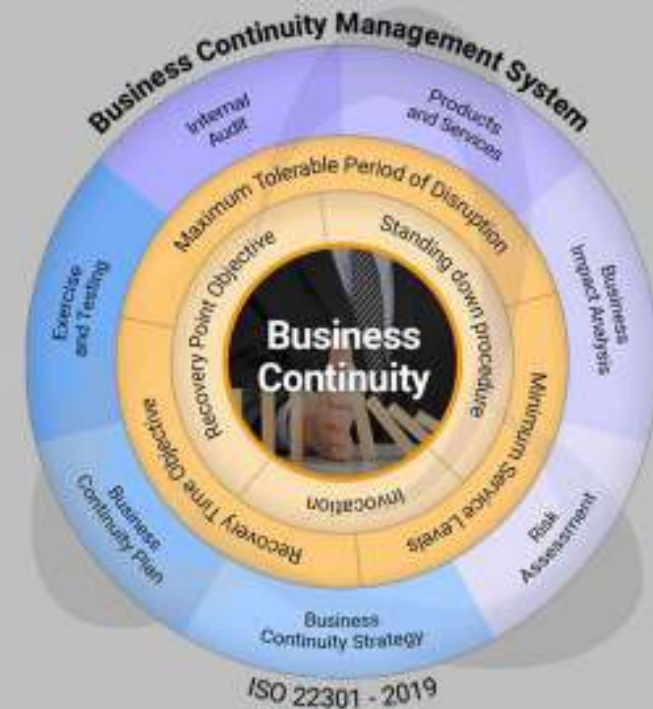 Business Continuity Management System
Internal
Audit
Products
and Services
Business
Impact Analysis
Risk
Assessment
Business
Continuity Strategy
Business
Continuity Plan
Exercise
and Testing
Maximum Tolerable Period of Disruption
Minimum Service Levels
Recovery Time Objective
Recovery Point Objective
Standing down procedure
Invocation
Business
Continuity
ISO 22301 - 2019